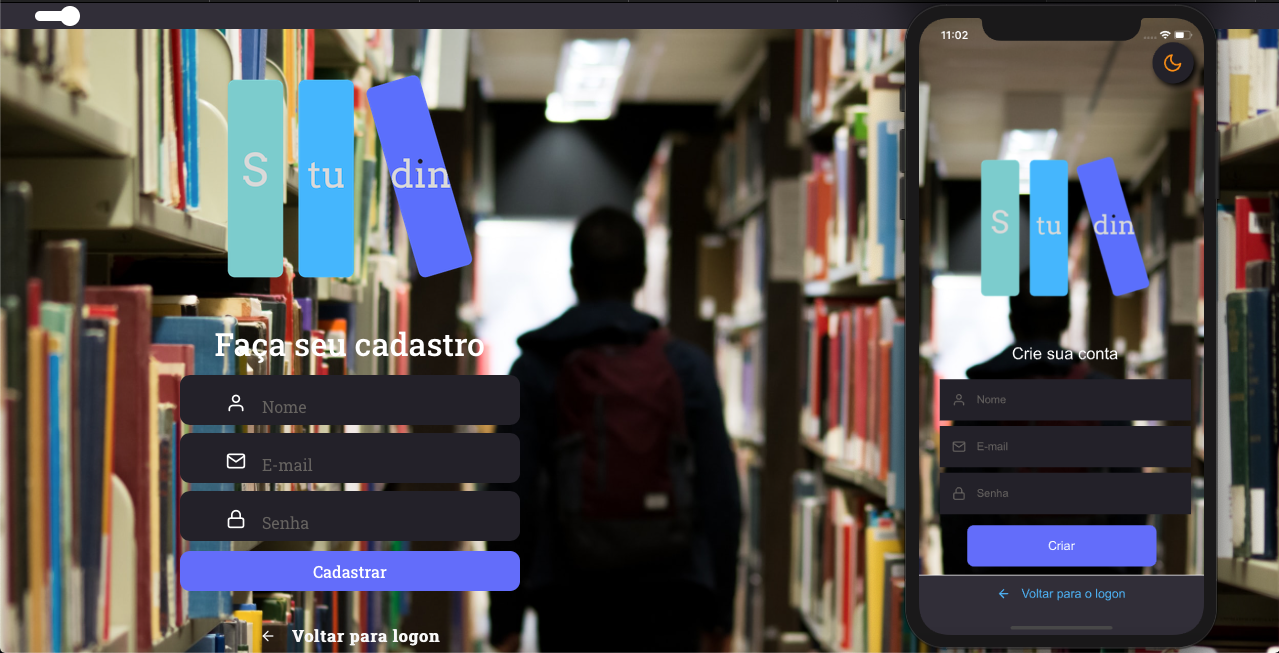 S tu din
Faça seu cadastro
Nome
E-mail
Senha
Cadastrar
Voltar para logon
11:02
S tu din
Crie sua conta
Nome
E-mail
Senha
Criar
Voltar para o logon